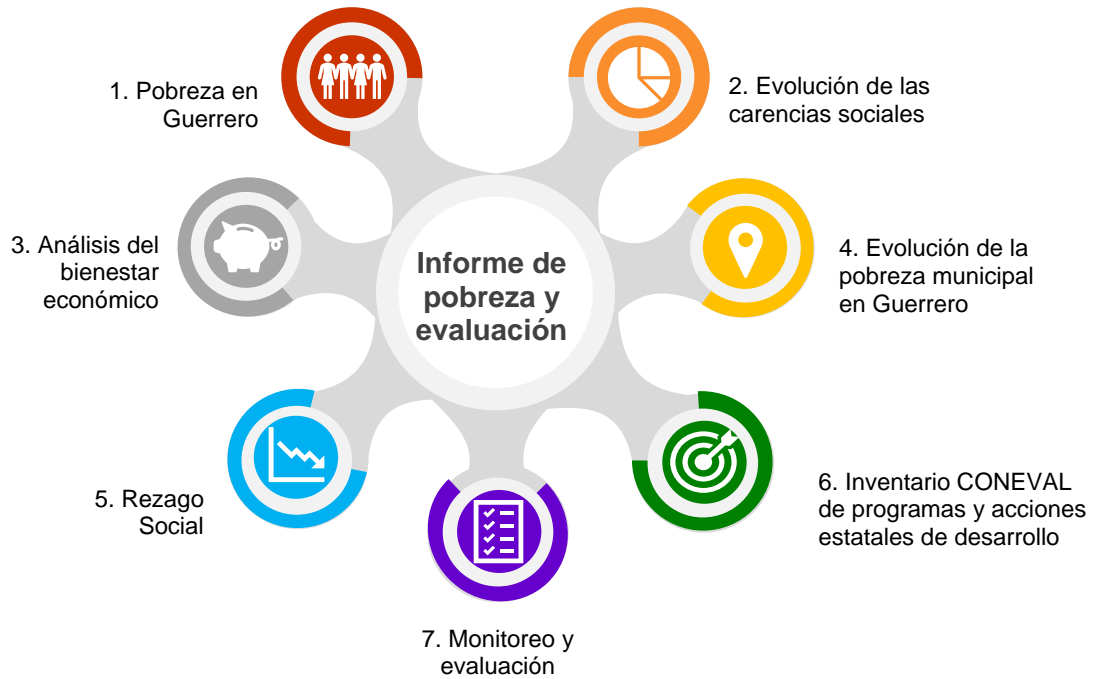 1. Pobreza en
Guerrero
2. Evolución de las
carencias sociales
3. Análisis del
bienestar
económico
Informe de
pobreza y
evaluación
4. Evolución de la
pobreza municipal
en Guerrero
5. Rezago
Social
6. Inventario CONEVAL
de programas y acciones
estatales de desarrollo
7. Monitoreo y
evaluación